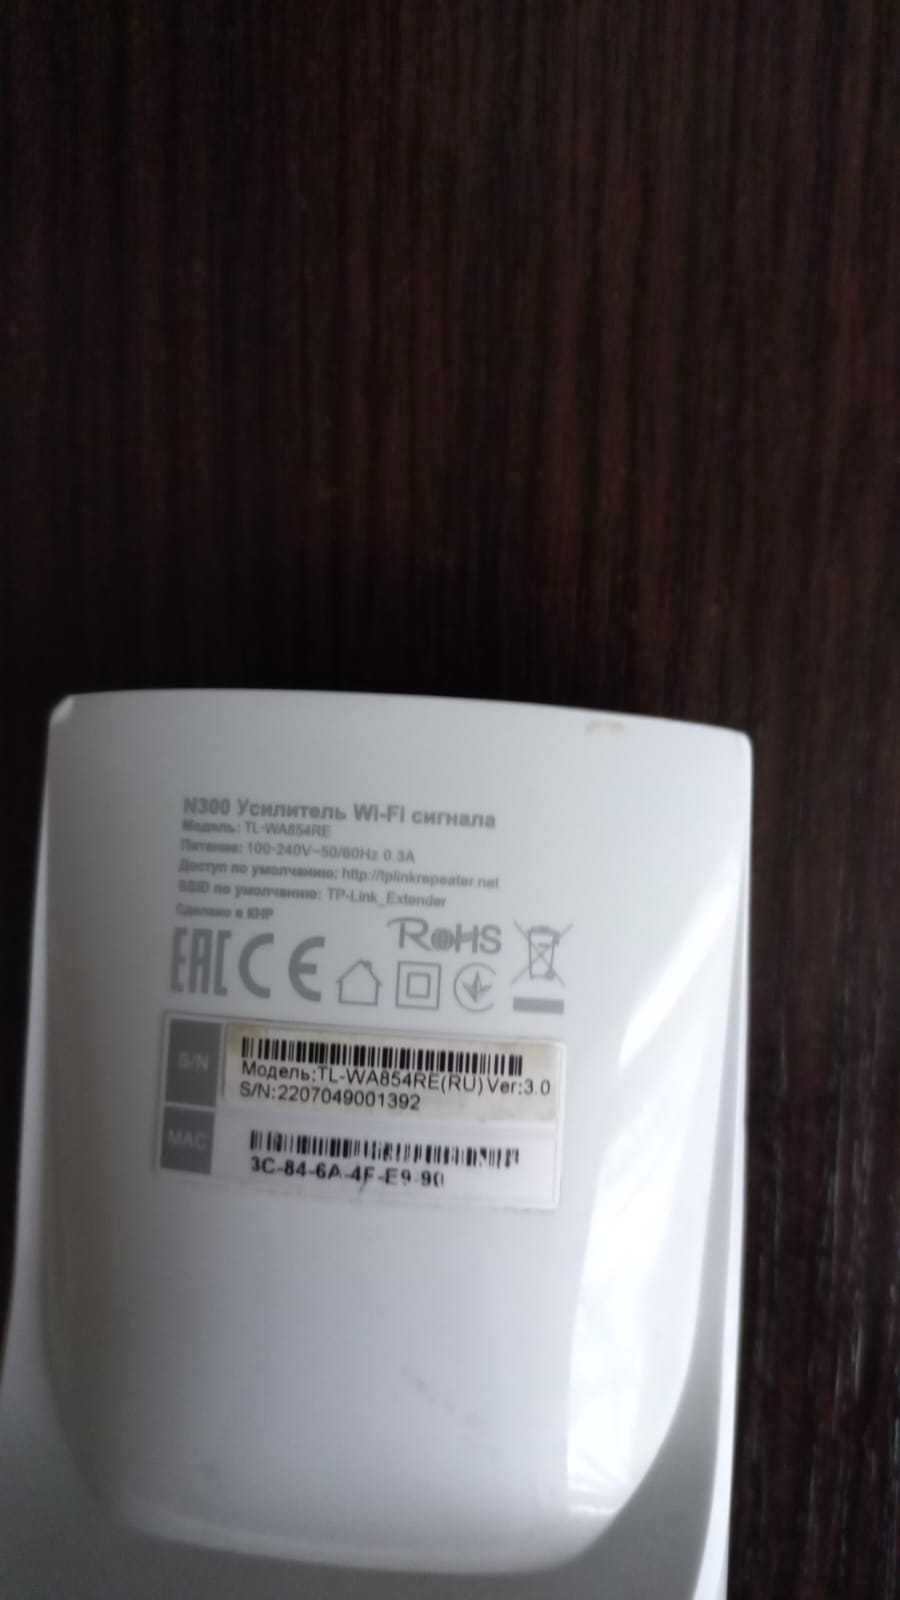 N300 Усилитель Wi-Fi сигнала
Модель: TL-WA854RE
Питание: 100-240V~50/60Hz 0.3A
Доступ по умолчанию: http://tplinkrepeater.net
SSID по умолчанию: TP-Link_Extender
Сделано в КНР
RoHS
EAC CE
S/N
Модель:TL-WA854RE(RU) Ver:3.0
S/N:2207049001392
MAC
3C-84-6A-4F-E9-90